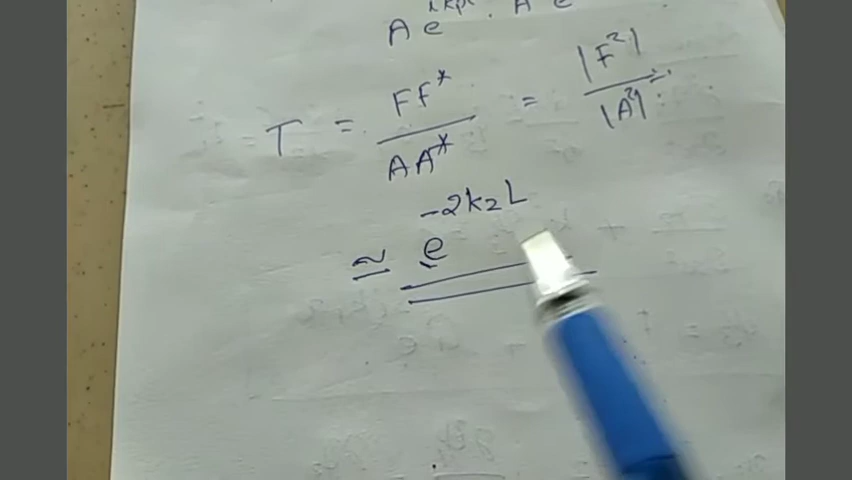 A e . A e
T = FF* / AA* = |F²| / |A²|
≃ e^-2k₂L